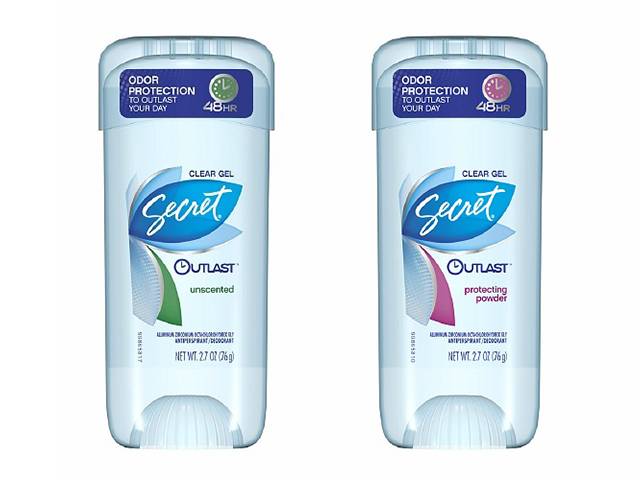 ODOR
PROTECTION
TO OUTLAST
YOUR DAY
48HR
CLEAR GEL
Secret
OUTLAST™
unscented
ANTIPERSPIRANT/DEODORANT
NET WT. 2.7 OZ (76g)
ODOR
PROTECTION
TO OUTLAST
YOUR DAY
48HR
CLEAR GEL
Secret
OUTLAST™
protecting
powder
ANTIPERSPIRANT/DEODORANT
NET WT. 2.7 OZ (76g)